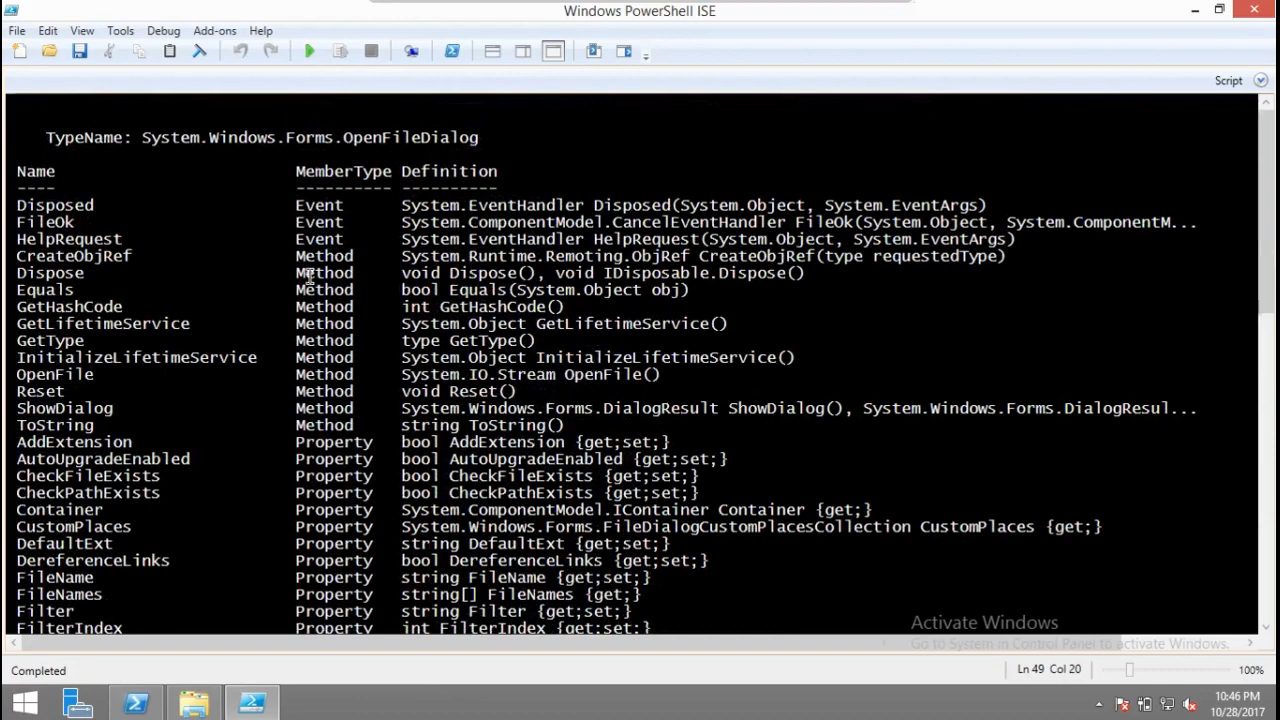 Windows PowerShell ISE
File Edit View Tools Debug Add-ons Help
Script
TypeName: System.Windows.Forms.OpenFileDialog
Name MemberType Definition
---- ---------- ----------
Disposed Event System.EventHandler Disposed(System.Object, System.EventArgs)
FileOk Event System.ComponentModel.CancelEventHandler FileOk(System.Object, System.ComponentM...
HelpRequest Event System.EventHandler HelpRequest(System.Object, System.EventArgs)
CreateObjRef Method System.Runtime.Remoting.ObjRef CreateObjRef(type requestedType)
Dispose Method void Dispose(), void IDisposable.Dispose()
Equals Method bool Equals(System.Object obj)
GetHashCode Method int GetHashCode()
GetLifetimeService Method System.Object GetLifetimeService()
GetType Method type GetType()
InitializeLifetimeService Method System.Object InitializeLifetimeService()
OpenFile Method System.IO.Stream OpenFile()
Reset Method void Reset()
ShowDialog Method System.Windows.Forms.DialogResult ShowDialog(), System.Windows.Forms.DialogResul...
ToString Method string ToString()
AddExtension Property bool AddExtension {get;set;}
AutoUpgradeEnabled Property bool AutoUpgradeEnabled {get;set;}
CheckFileExists Property bool CheckFileExists {get;set;}
CheckPathExists Property bool CheckPathExists {get;set;}
Container Property System.ComponentModel.IContainer Container {get;}
CustomPlaces Property System.Windows.Forms.FileDialogCustomPlacesCollection CustomPlaces {get;}
DefaultExt Property string DefaultExt {get;set;}
DereferenceLinks Property bool DereferenceLinks {get;set;}
FileName Property string FileName {get;set;}
FileNames Property string[] FileNames {get;}
Filter Property string Filter {get;set;}
FilterIndex Property int FilterIndex {get;set;}
Activate Windows
Go to System in Control Panel to activate Windows.
Completed Ln 49 Col 20 100%
10:46 PM
10/28/2017